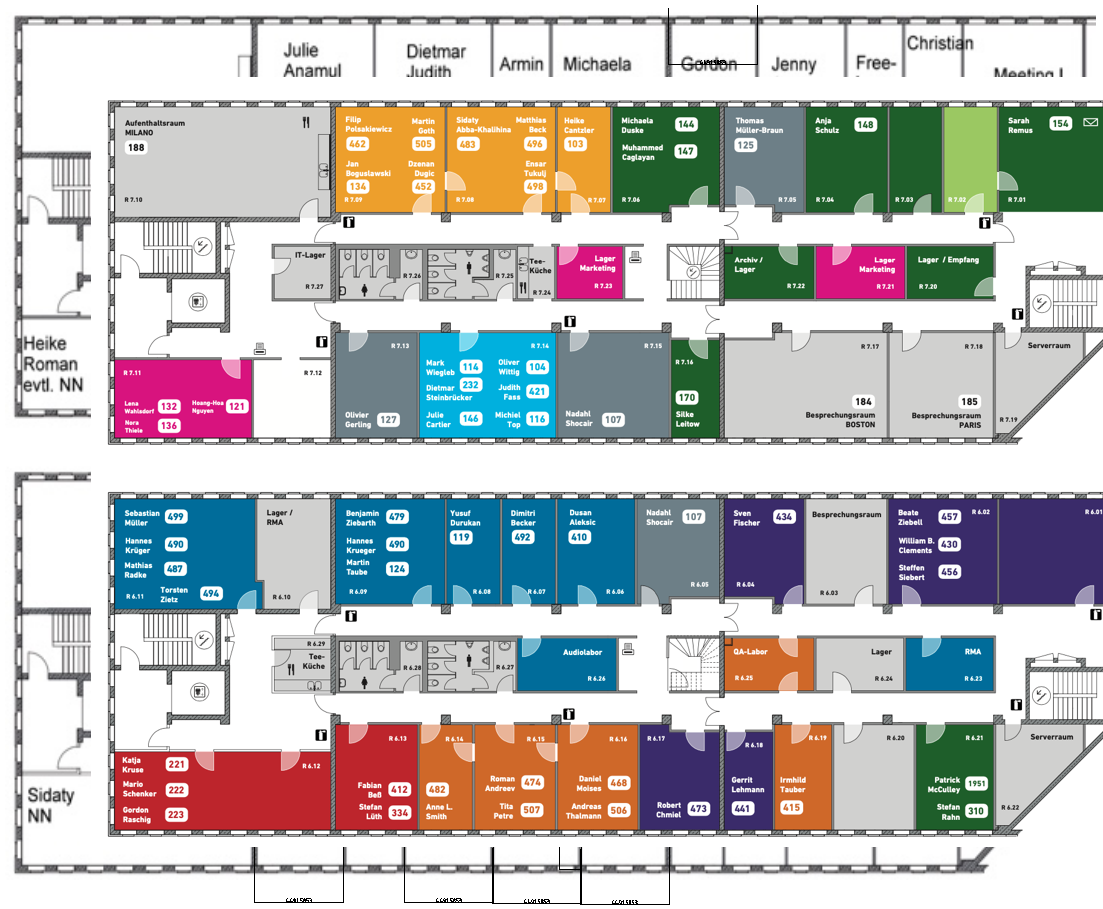 Julie
Anamul
Dietmar
Judith
Armin
Michaela
Gordon
Jenny
Free-
Christian
Meeting I
Heike
Roman
evtl. NN
Aufenthaltsraum
MILANO
188
R 7.10
Filip
Polsakiewicz
462
Martin
Goth
505
Jan
Boguslawski
134
Dzenan
Dugic
452
R 7.09
Sidaty
Abba-Khalihina
483
Matthias
Beck
496
Ensar
Tukulj
498
R 7.08
Heike
Cantzler
103
R 7.07
Michaela
Duske
144
Muhammed
Caglayan
147
R 7.06
Thomas
Müller-Braun
125
R 7.05
Anja
Schulz
148
R 7.04
R 7.03
R 7.02
Sarah
Remus
154
R 7.01
IT-Lager
R 7.27
R 7.26
R 7.25
Tee-
Küche
R 7.24
Lager
Marketing
R 7.23
Archiv /
Lager
R 7.22
Lager
Marketing
R 7.21
Lager / Empfang
R 7.20
R 7.11
Lena
Wahlsdorf
132
Nora
Thiele
136
Hoang-Hoa
Nguyen
121
R 7.12
R 7.13
Olivier
Gerling
127
R 7.14
Mark
Wiegleb
114
Dietmar
Steinbrücker
232
Julie
Cartier
146
Oliver
Wittig
104
Judith
Fass
421
Michiel
Top
116
R 7.15
Nadahl
Shocair
107
R 7.16
170
Silke
Leitow
R 7.17
184
Besprechungsraum
BOSTON
R 7.18
185
Besprechungsraum
PARIS
Serverraum
R 7.19
Sebastian
Müller
499
Hannes
Krüger
490
Mathias
Radke
487
Torsten
Zietz
494
R 6.11
Lager /
RMA
R 6.10
Benjamin
Ziebarth
479
Hannes
Krueger
490
Martin
Taube
124
R 6.09
Yusuf
Durukan
119
R 6.08
Dimitri
Becker
492
R 6.07
Dusan
Aleksic
410
R 6.06
Nadahl
Shocair
107
R 6.05
Sven
Fischer
434
R 6.04
Besprechungsraum
R 6.03
Beate
Ziebell
457
R 6.02
William B.
Clements
430
Steffen
Siebert
456
R 6.01
R 6.29
Tee-
Küche
R 6.28
R 6.27
Audiolabor
R 6.26
QA-Labor
R 6.25
Lager
R 6.24
RMA
R 6.23
Sidaty
NN
Katja
Kruse
221
Mario
Schenker
222
Gordon
Raschig
223
R 6.12
R 6.13
Fabian
Beß
412
Stefan
Lüth
334
R 6.14
482
Anne L.
Smith
R 6.15
Roman
Andreev
474
Tita
Petre
507
R 6.16
Daniel
Moises
468
Andreas
Thalmann
506
R 6.17
Robert
Chmiel
473
R 6.18
Gerrit
Lehmann
441
R 6.19
Irmhild
Tauber
415
R 6.20
R 6.21
Patrick
McCulley
1951
Stefan
Rahn
310
Serverraum
R 6.22